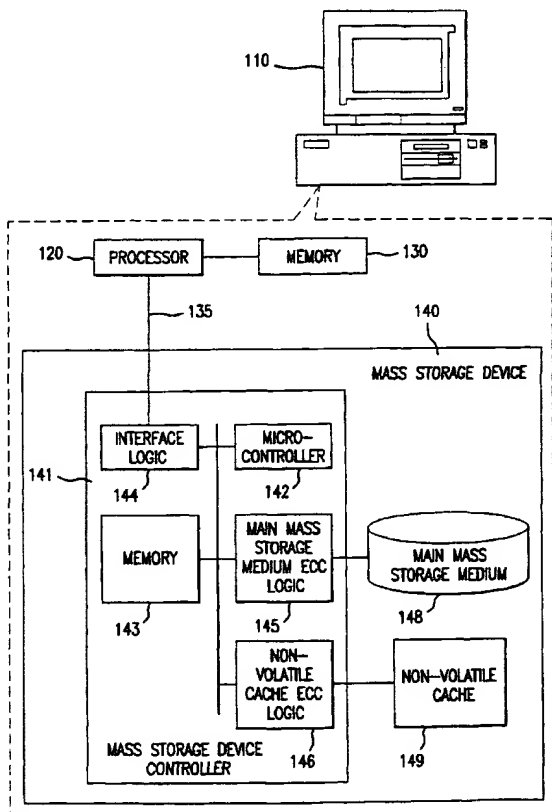 110
120
PROCESSOR
MEMORY
130
135
140
MASS STORAGE DEVICE
141
INTERFACE
LOGIC
144
MICRO-
CONTROLLER
142
MEMORY
143
MAIN MASS
STORAGE
MEDIUM ECC
LOGIC
145
MAIN MASS
STORAGE MEDIUM
148
NON-
VOLATILE
CACHE ECC
LOGIC
146
NON-VOLATILE
CACHE
149
MASS STORAGE DEVICE
CONTROLLER